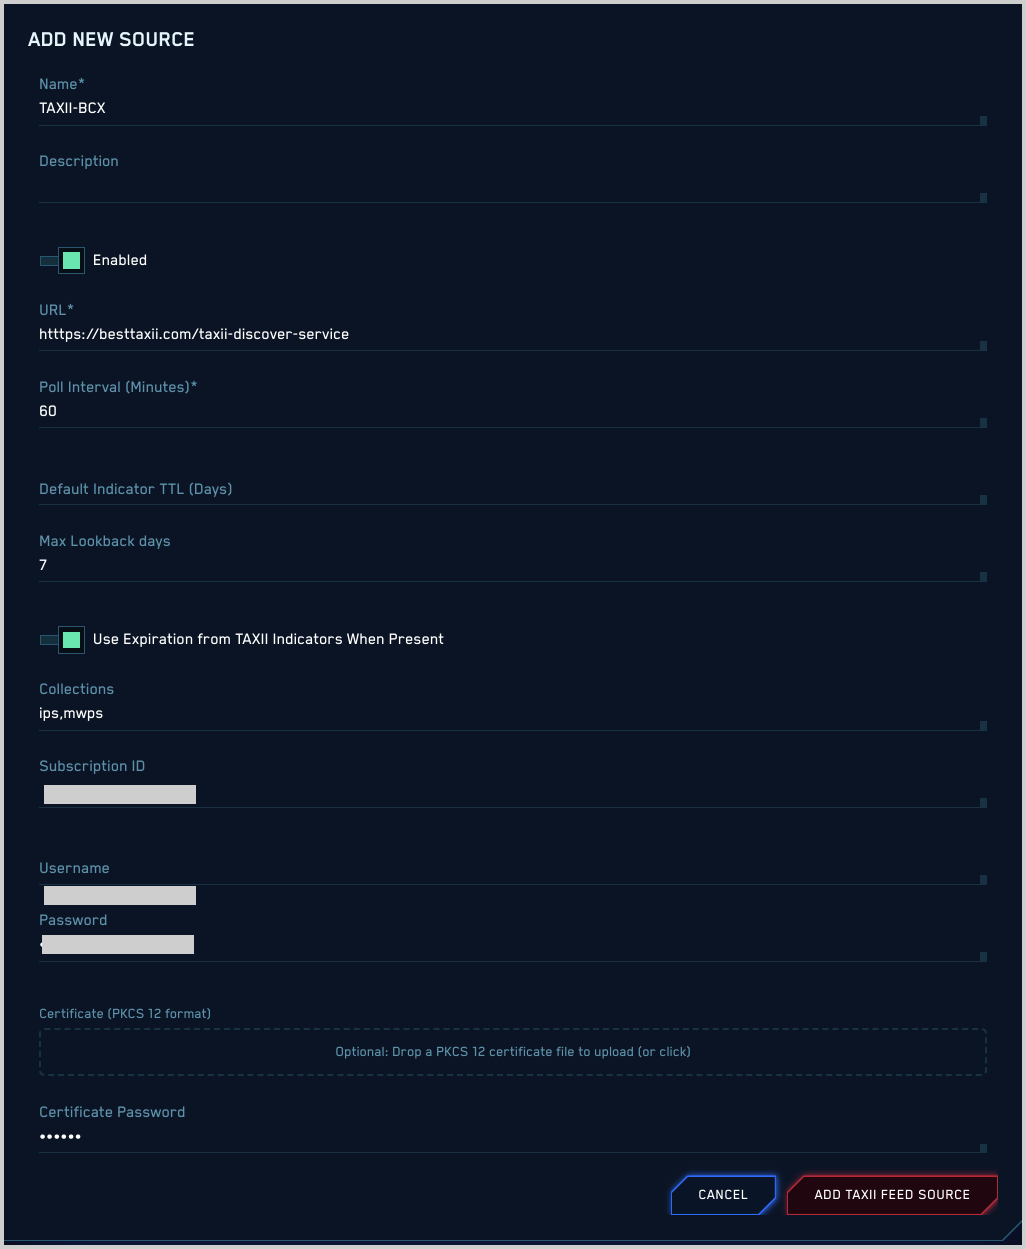 ADD NEW SOURCE
Name*
TAXII-BCX
Description
Enabled
URL*
htttps://besttaxii.com/taxii-discover-service
Poll Interval (Minutes)*
60
Default Indicator TTL (Days)
Max Lookback days
7
Use Expiration from TAXII Indicators When Present
Collections
ips,mwps
Subscription ID
Username
Password
Certificate (PKCS 12 format)
Optional: Drop a PKCS 12 certificate file to upload (or click)
Certificate Password
••••••
CANCEL
ADD TAXII FEED SOURCE